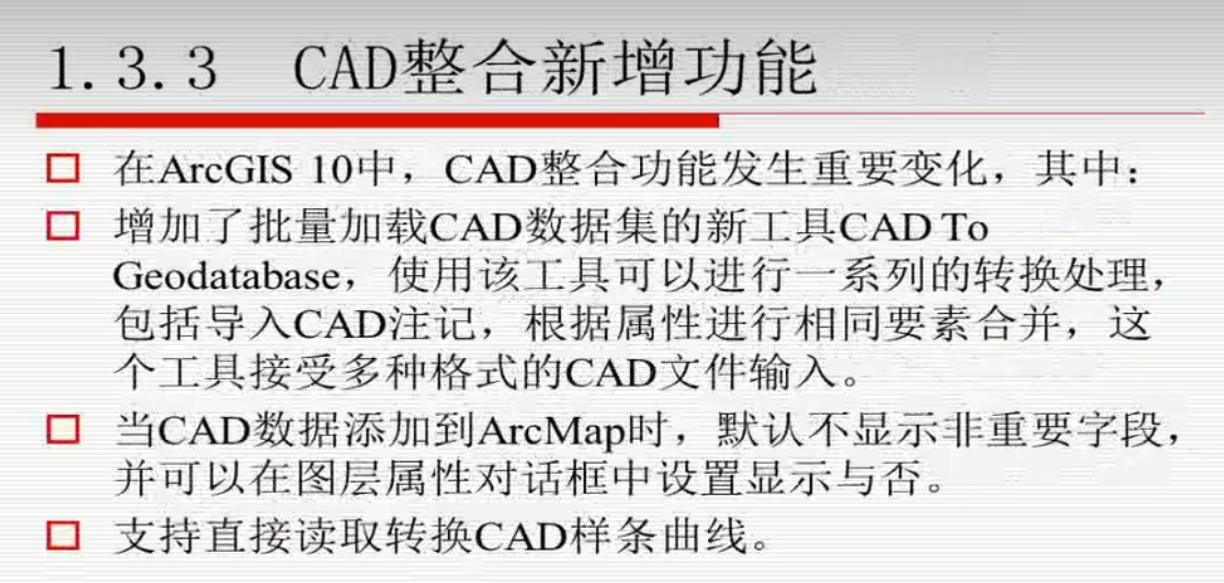 1.3.3 CAD整合新增功能
在ArcGIS 10中，CAD整合功能发生重要变化，其中：
增加了批量加载CAD数据集的新工具CAD To
Geodatabase，使用该工具可以进行一系列的转换处理，
包括导入CAD注记，根据属性进行相同要素合并，这
个工具接受多种格式的CAD文件输入。
当CAD数据添加到ArcMap时，默认不显示非重要字段，
并可以在图层属性对话框中设置显示与否。
支持直接读取转换CAD样条曲线。